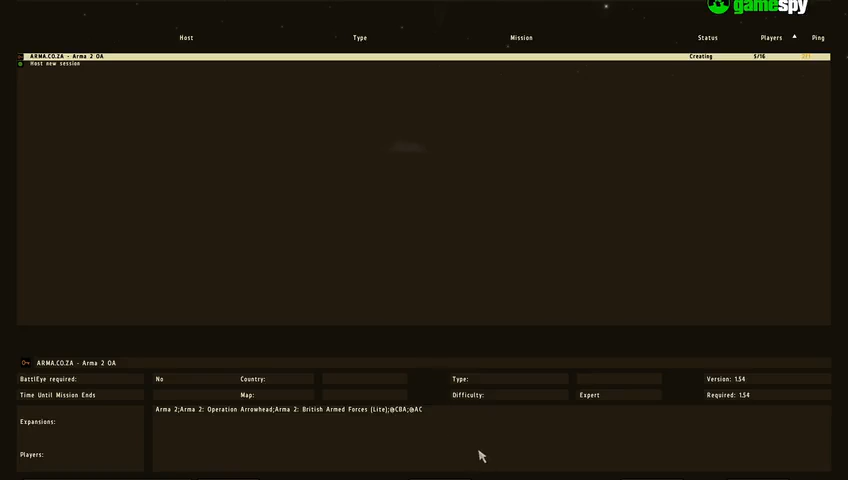 gamespy
Host Type Mission Status Players Ping
ARMA.CO.ZA - Arma 2 OA Creating 5/16
Host new session
ARMA.CO.ZA - Arma 2 OA
BattlEye required: No Country: Type: Version: 1.54
Time Until Mission Ends Map: Difficulty: Expert Required: 1.54
Arma 2;Arma 2: Operation Arrowhead;Arma 2: British Armed Forces (Lite);@CBA;@AC
Expansions:
Players: